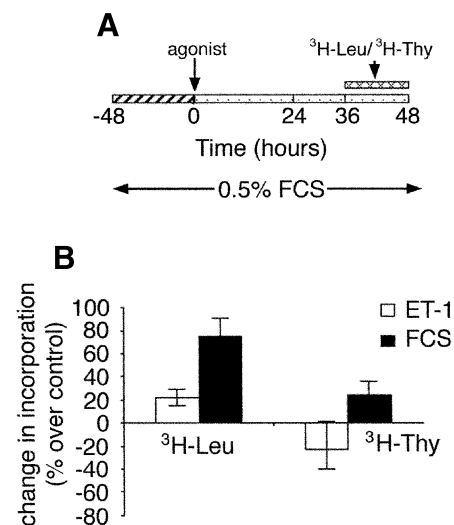 A
agonist
³H-Leu/ ³H-Thy
-48 0 24 36 48
Time (hours)
0.5% FCS
B
change in incorporation
(% over control)
100
80
60
40
20
0
-20
-40
-60
-80
ET-1
FCS
³H-Leu
³H-Thy